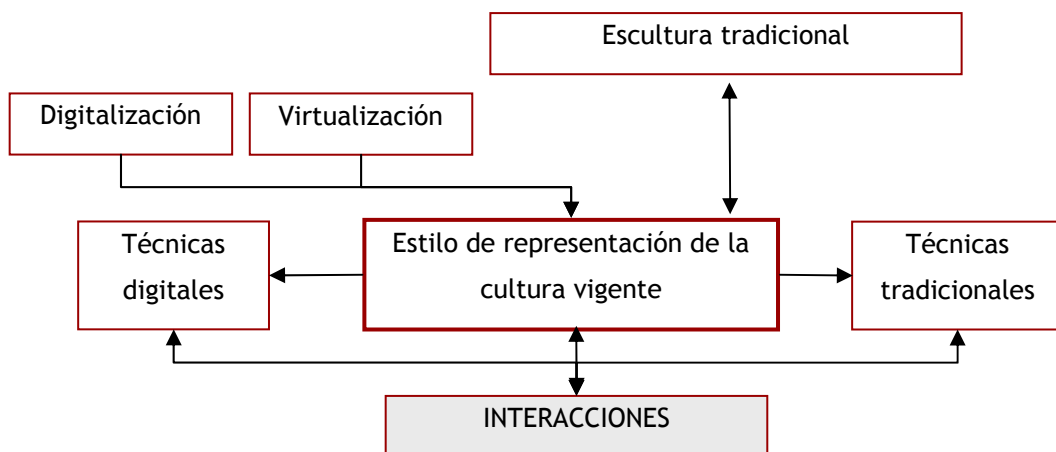 Escultura tradicional
Digitalización
Virtualización
Técnicas
digitales
Estilo de representación de la
cultura vigente
Técnicas
tradicionales
INTERACCIONES